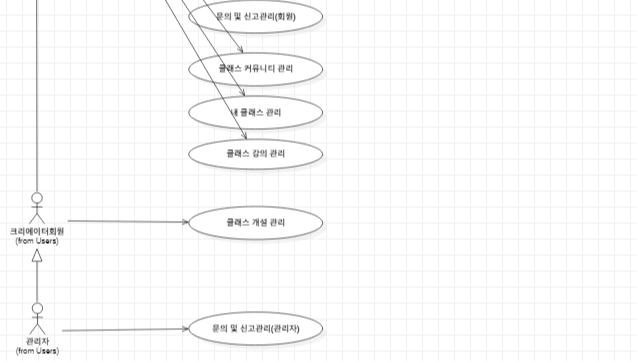 문의 및 신고관리(회원)
클래스 커뮤니티 관리
내 클래스 관리
클래스 강의 관리
크리에이터회원
(from Users)
클래스 개설 관리
관리자
(from Users)
문의 및 신고관리(관리자)